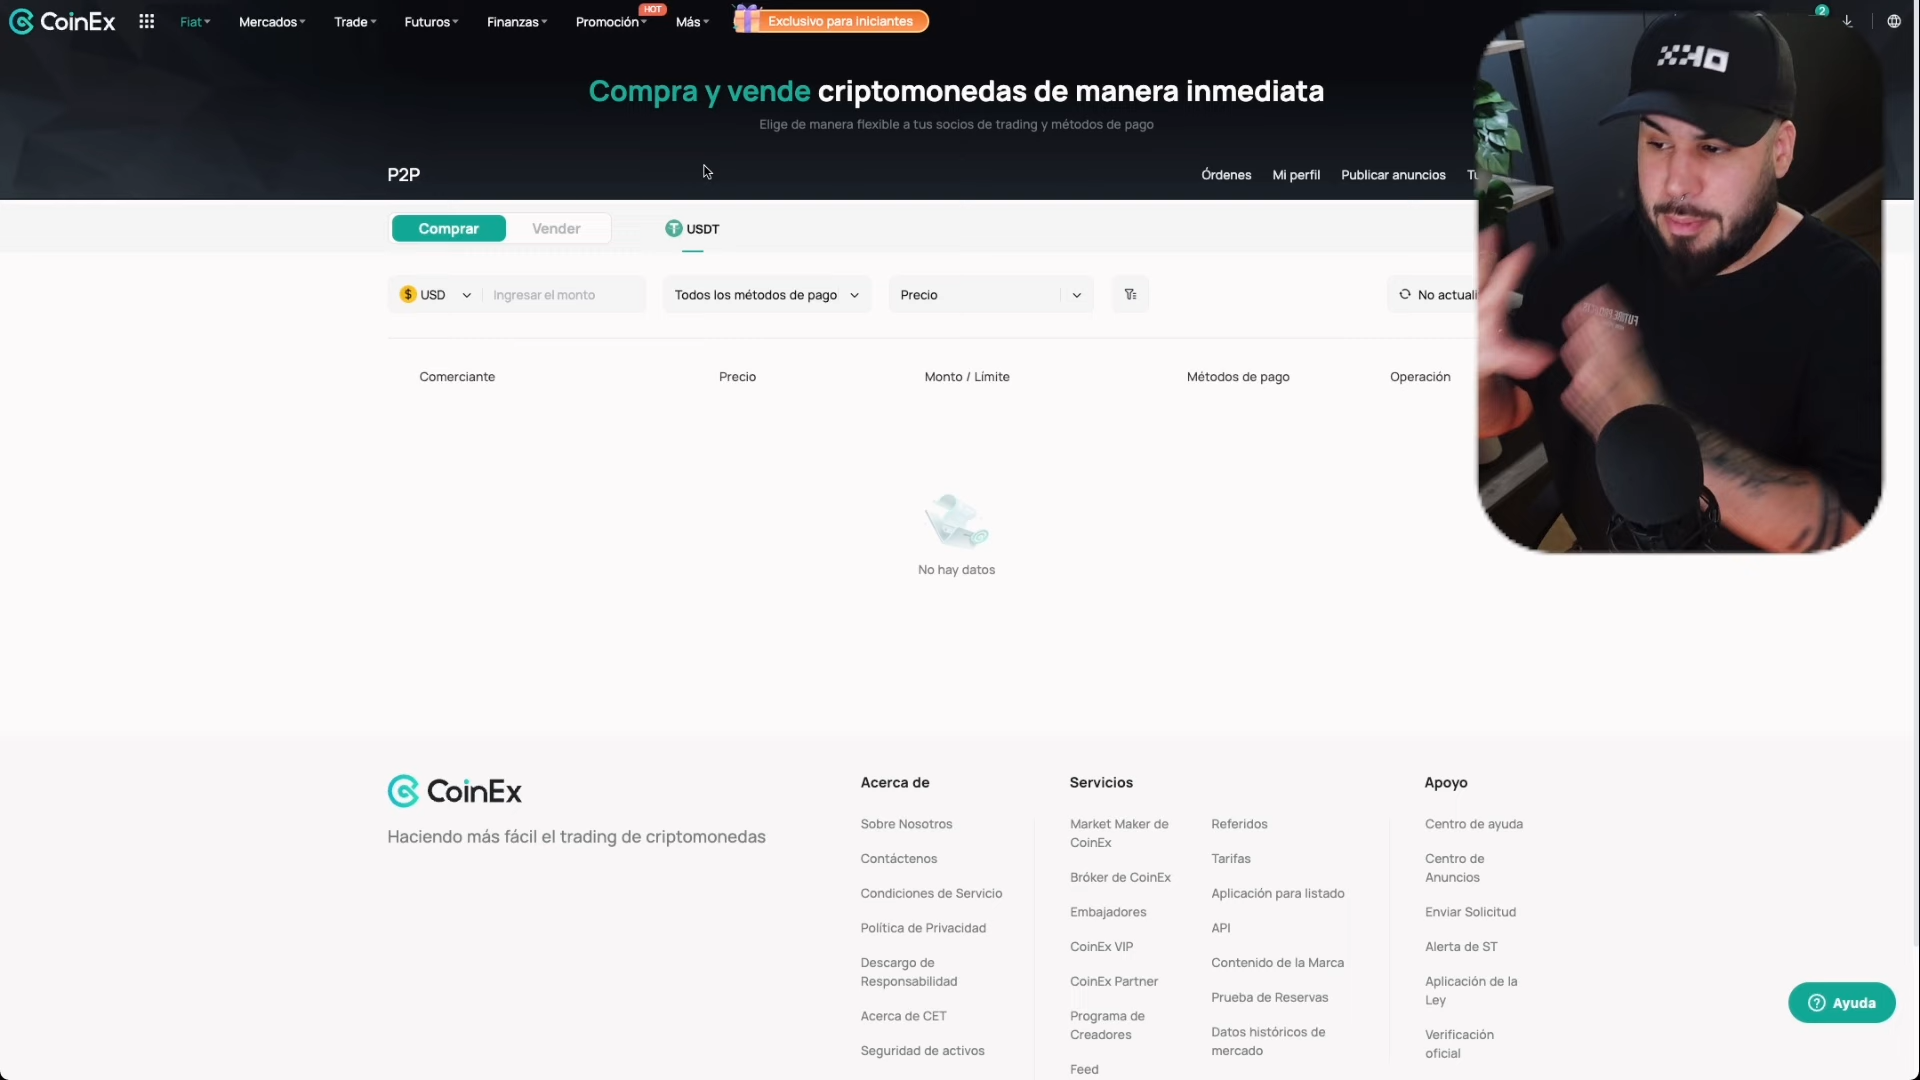 CoinEx
Fiat
Mercados
Trade
Futuros
Finanzas
Promoción
HOT
Más
Exclusivo para iniciantes
2
Compra y vende criptomonedas de manera inmediata
Elige de manera flexible a tus socios de trading y métodos de pago
P2P
Órdenes
Mi perfil
Publicar anuncios
Comprar
Vender
USDT
USD
Ingresar el monto
Todos los métodos de pago
Precio
No actuali
Comerciante
Precio
Monto / Límite
Métodos de pago
Operación
No hay datos
CoinEx
Haciendo más fácil el trading de criptomonedas
Acerca de
Sobre Nosotros
Contáctenos
Condiciones de Servicio
Política de Privacidad
Descargo de
Responsabilidad
Acerca de CET
Seguridad de activos
Servicios
Market Maker de
CoinEx
Bróker de CoinEx
Embajadores
CoinEx VIP
CoinEx Partner
Programa de
Creadores
Feed
Referidos
Tarifas
Aplicación para listado
API
Contenido de la Marca
Prueba de Reservas
Datos históricos de
mercado
Apoyo
Centro de ayuda
Centro de
Anuncios
Enviar Solicitud
Alerta de ST
Aplicación de la
Ley
Verificación
oficial
Ayuda